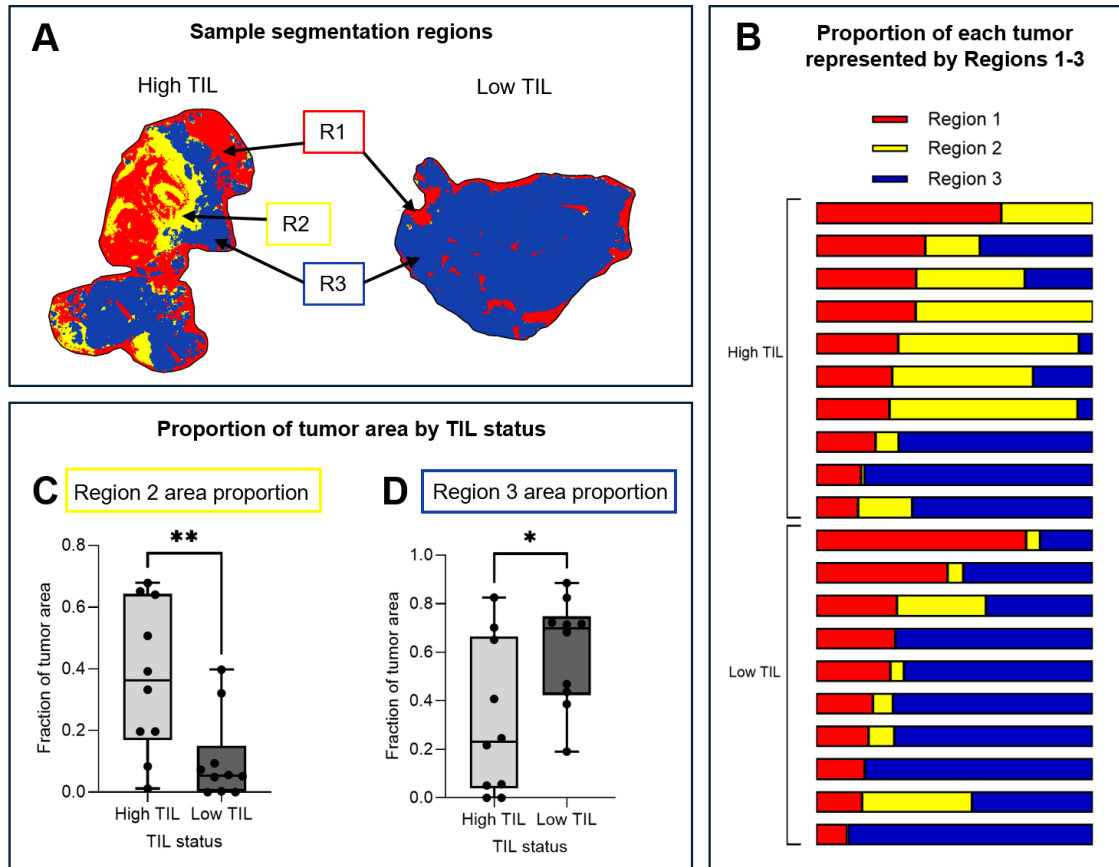 A
Sample segmentation regions
High TIL
Low TIL
R1
R2
R3
B
Proportion of each tumor
represented by Regions 1-3
Region 1
Region 2
Region 3
High TIL
Low TIL
Proportion of tumor area by TIL status
C
Region 2 area proportion
**
0.8
0.6
0.4
0.2
0.0
Fraction of tumor area
High TIL Low TIL
TIL status
D
Region 3 area proportion
*
1.0
0.8
0.6
0.4
0.2
0.0
Fraction of tumor area
High TIL Low TIL
TIL status